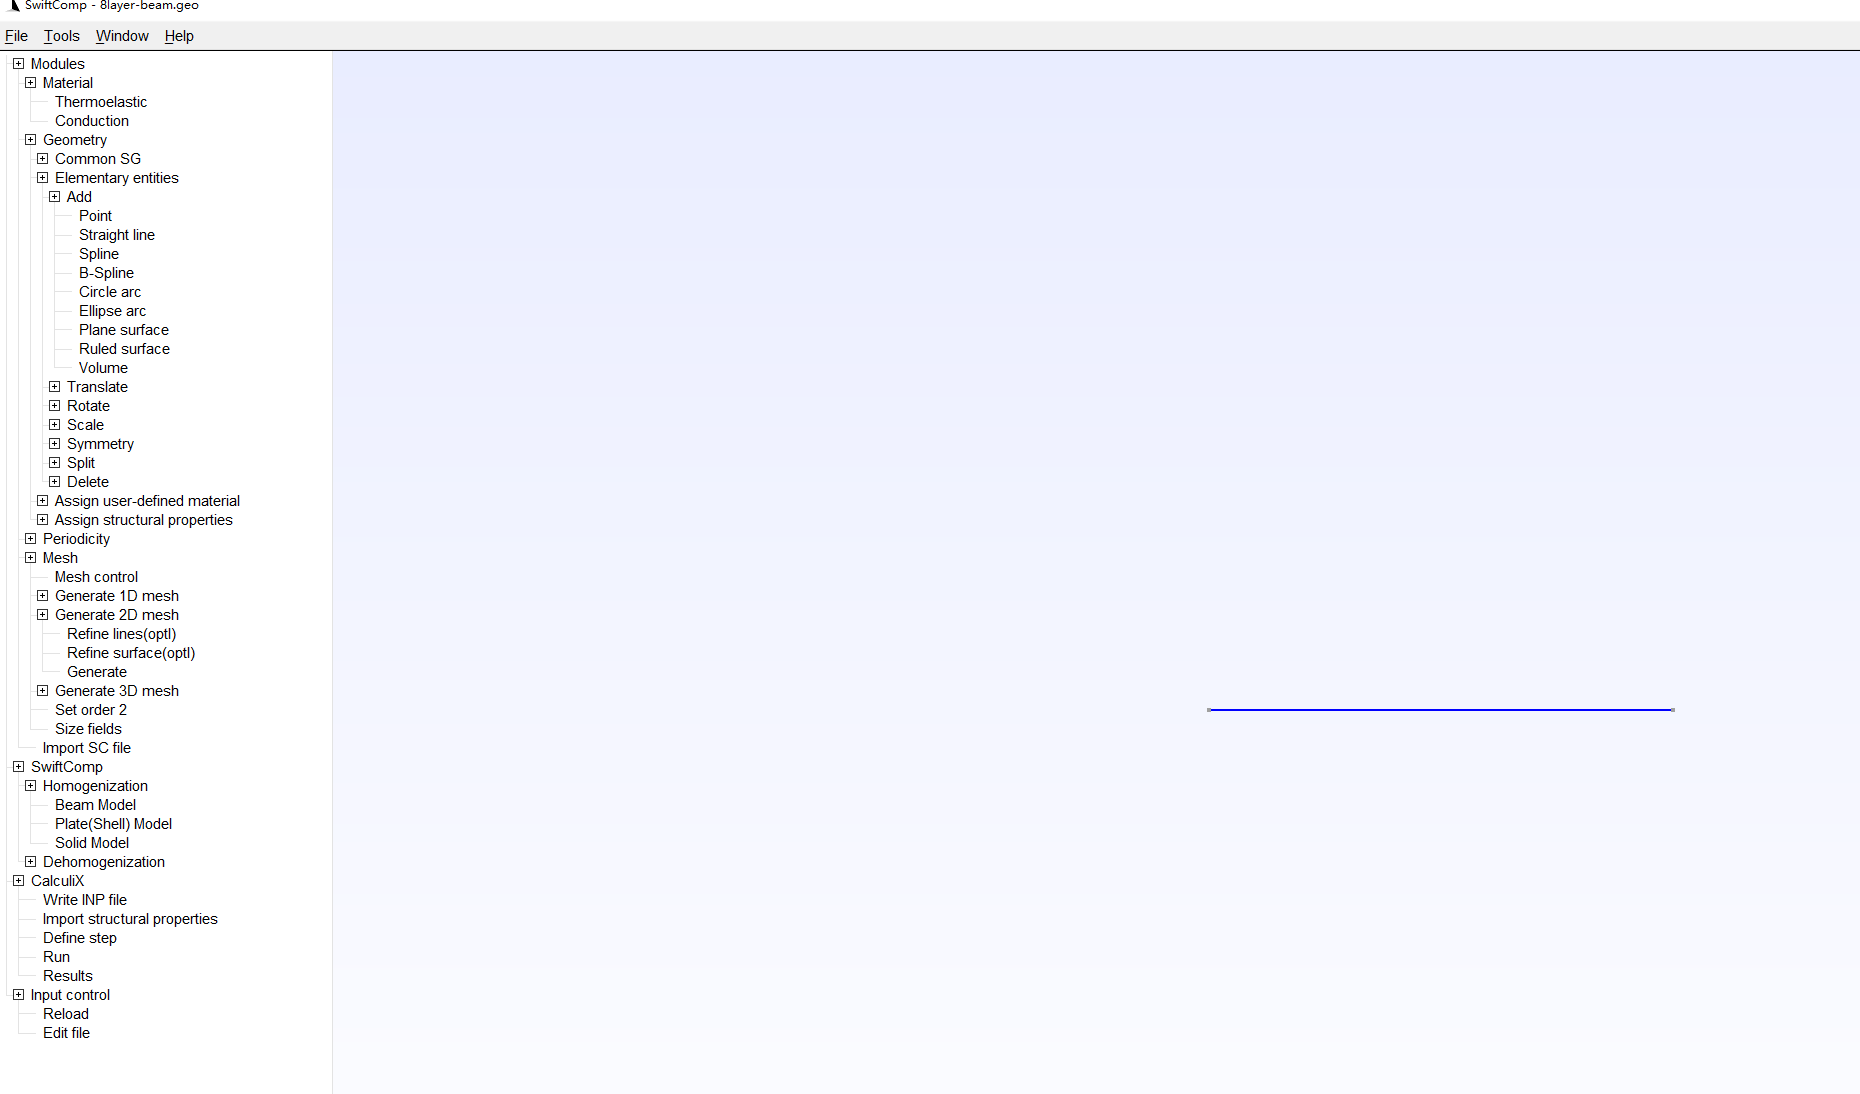 SwiftComp - 8layer-beam.geo
File Tools Window Help
Modules
Material
Thermoelastic
Conduction
Geometry
Common SG
Elementary entities
Add
Point
Straight line
Spline
B-Spline
Circle arc
Ellipse arc
Plane surface
Ruled surface
Volume
Translate
Rotate
Scale
Symmetry
Split
Delete
Assign user-defined material
Assign structural properties
Periodicity
Mesh
Mesh control
Generate 1D mesh
Generate 2D mesh
Refine lines(optl)
Refine surface(optl)
Generate
Generate 3D mesh
Set order 2
Size fields
Import SC file
SwiftComp
Homogenization
Beam Model
Plate(Shell) Model
Solid Model
Dehomogenization
CalculiX
Write INP file
Import structural properties
Define step
Run
Results
Input control
Reload
Edit file